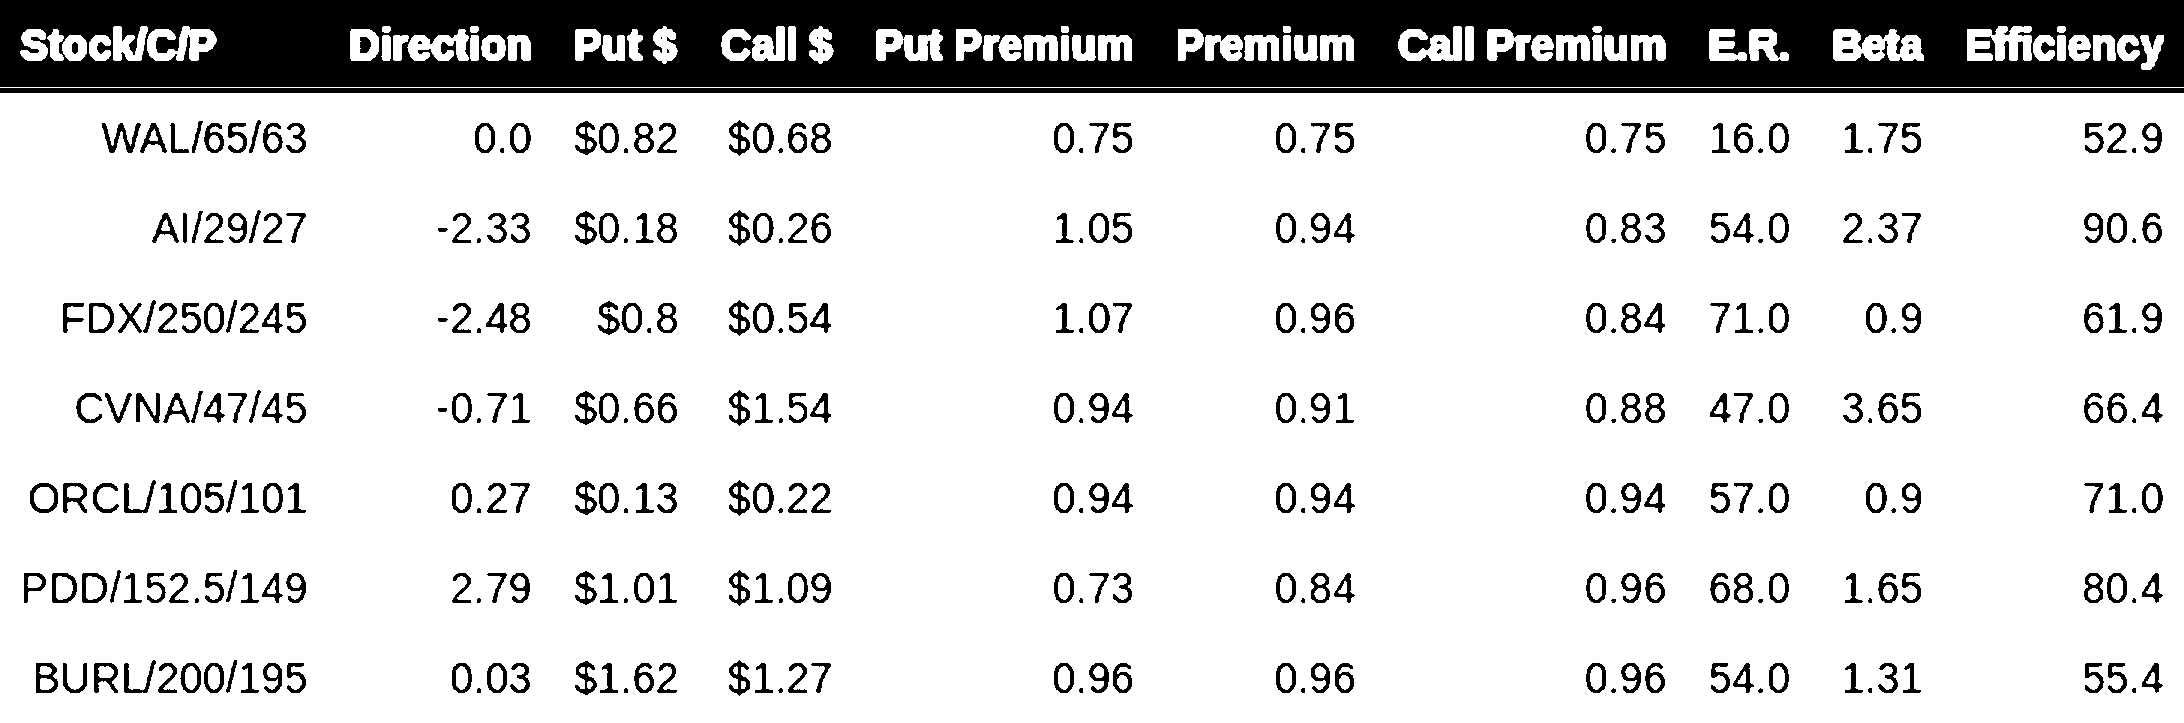 Stock/C/P Direction Put $ Call $ Put Premium Premium Call Premium E.R. Beta Efficiency
WAL/65/63 0.0 $0.82 $0.68 0.75 0.75 0.75 16.0 1.75 52.9
AI/29/27 -2.33 $0.18 $0.26 1.05 0.94 0.83 54.0 2.37 90.6
FDX/250/245 -2.48 $0.8 $0.54 1.07 0.96 0.84 71.0 0.9 61.9
CVNA/47/45 -0.71 $0.66 $1.54 0.94 0.91 0.88 47.0 3.65 66.4
ORCL/105/101 0.27 $0.13 $0.22 0.94 0.94 0.94 57.0 0.9 71.0
PDD/152.5/149 2.79 $1.01 $1.09 0.73 0.84 0.96 68.0 1.65 80.4
BURL/200/195 0.03 $1.62 $1.27 0.96 0.96 0.96 54.0 1.31 55.4